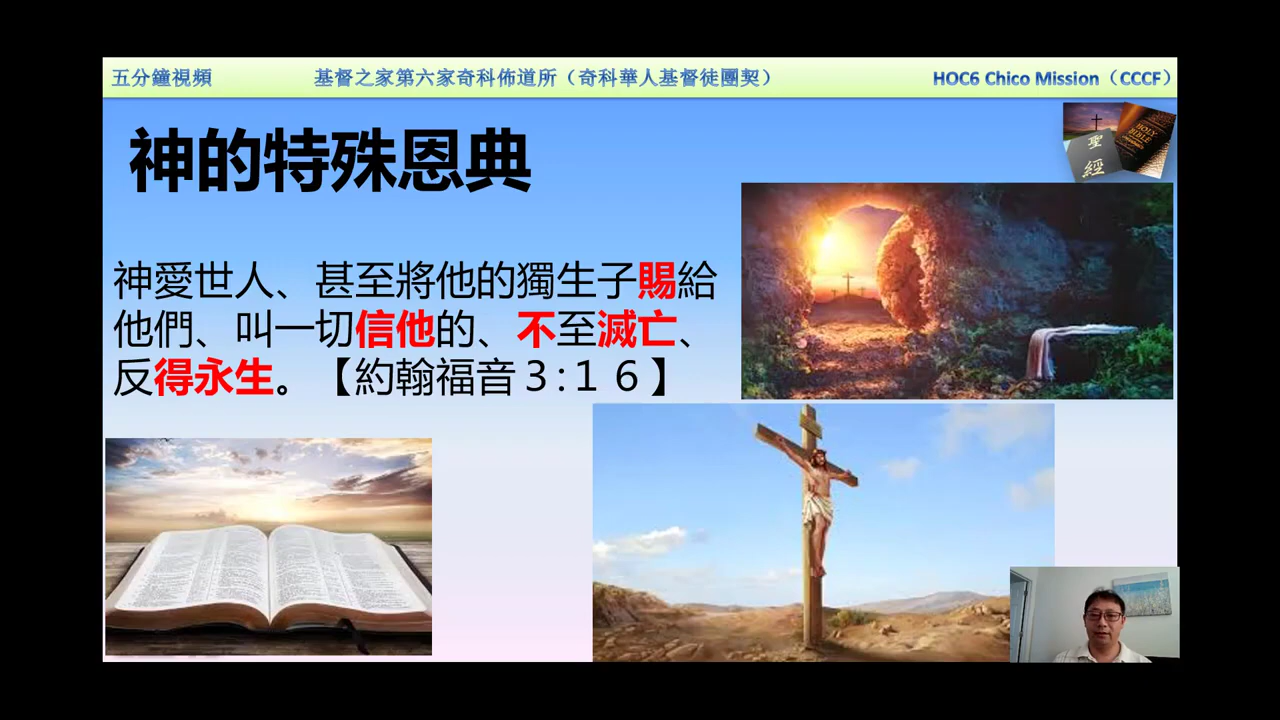 五分鐘視頻
基督之家第六家奇科佈道所（奇科華人基督徒團契）
HOC6 Chico Mission（CCCF）
神的特殊恩典
HOLY BIBLE
聖經
神愛世人、甚至將他的獨生子賜給
他們、叫一切信他的、不至滅亡、
反得永生。【約翰福音３:１６】